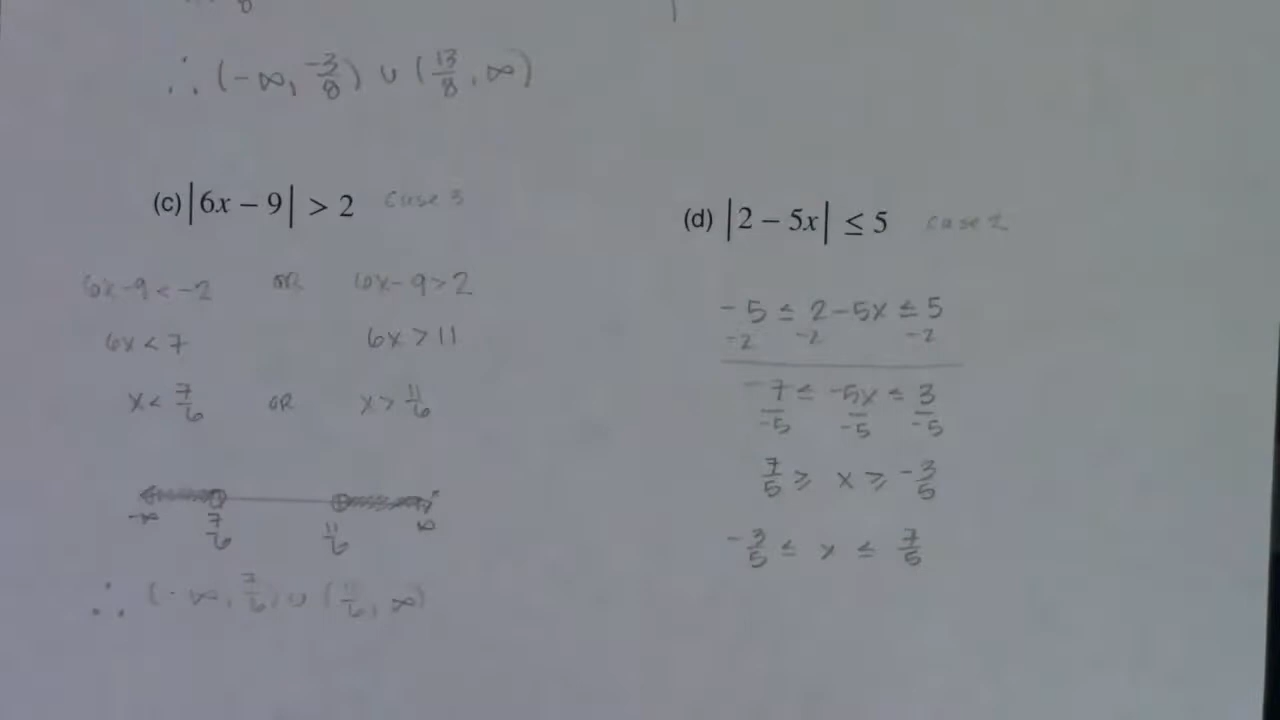 ∴ (-∞, -3/8) ∪ (13/8, ∞)
(c) |6x − 9| > 2 case 3
6x-9 < -2 OR 6x-9 > 2
6x < 7 6x > 11
x < 7/6 OR x > 11/6
-∞ 7/6 11/6 ∞
∴ (-∞, 7/6) ∪ (11/6, ∞)
(d) |2 − 5x| ≤ 5 case 2
-5 ≤ 2-5x ≤ 5
-2 -2 -2
-7/-5 ≤ -5x/-5 ≤ 3/-5
7/5 ≥ x ≥ -3/5
-3/5 ≤ x ≤ 7/5